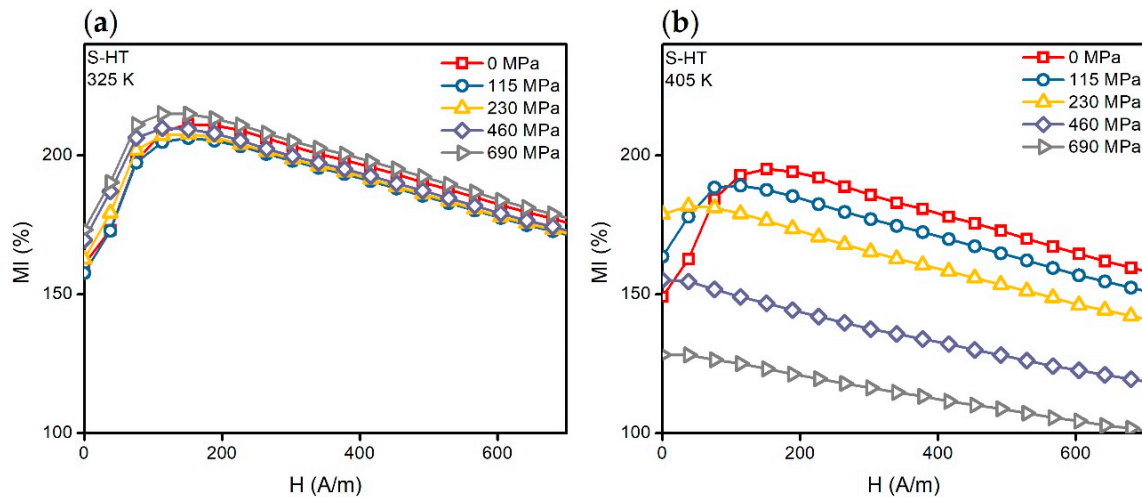 (a)
S-HT
325 K
0 MPa
115 MPa
230 MPa
460 MPa
690 MPa
200
150
100
MI (%)
0 200 400 600
H (A/m)
(b)
S-HT
405 K
0 MPa
115 MPa
230 MPa
460 MPa
690 MPa
200
150
100
MI (%)
0 200 400 600
H (A/m)